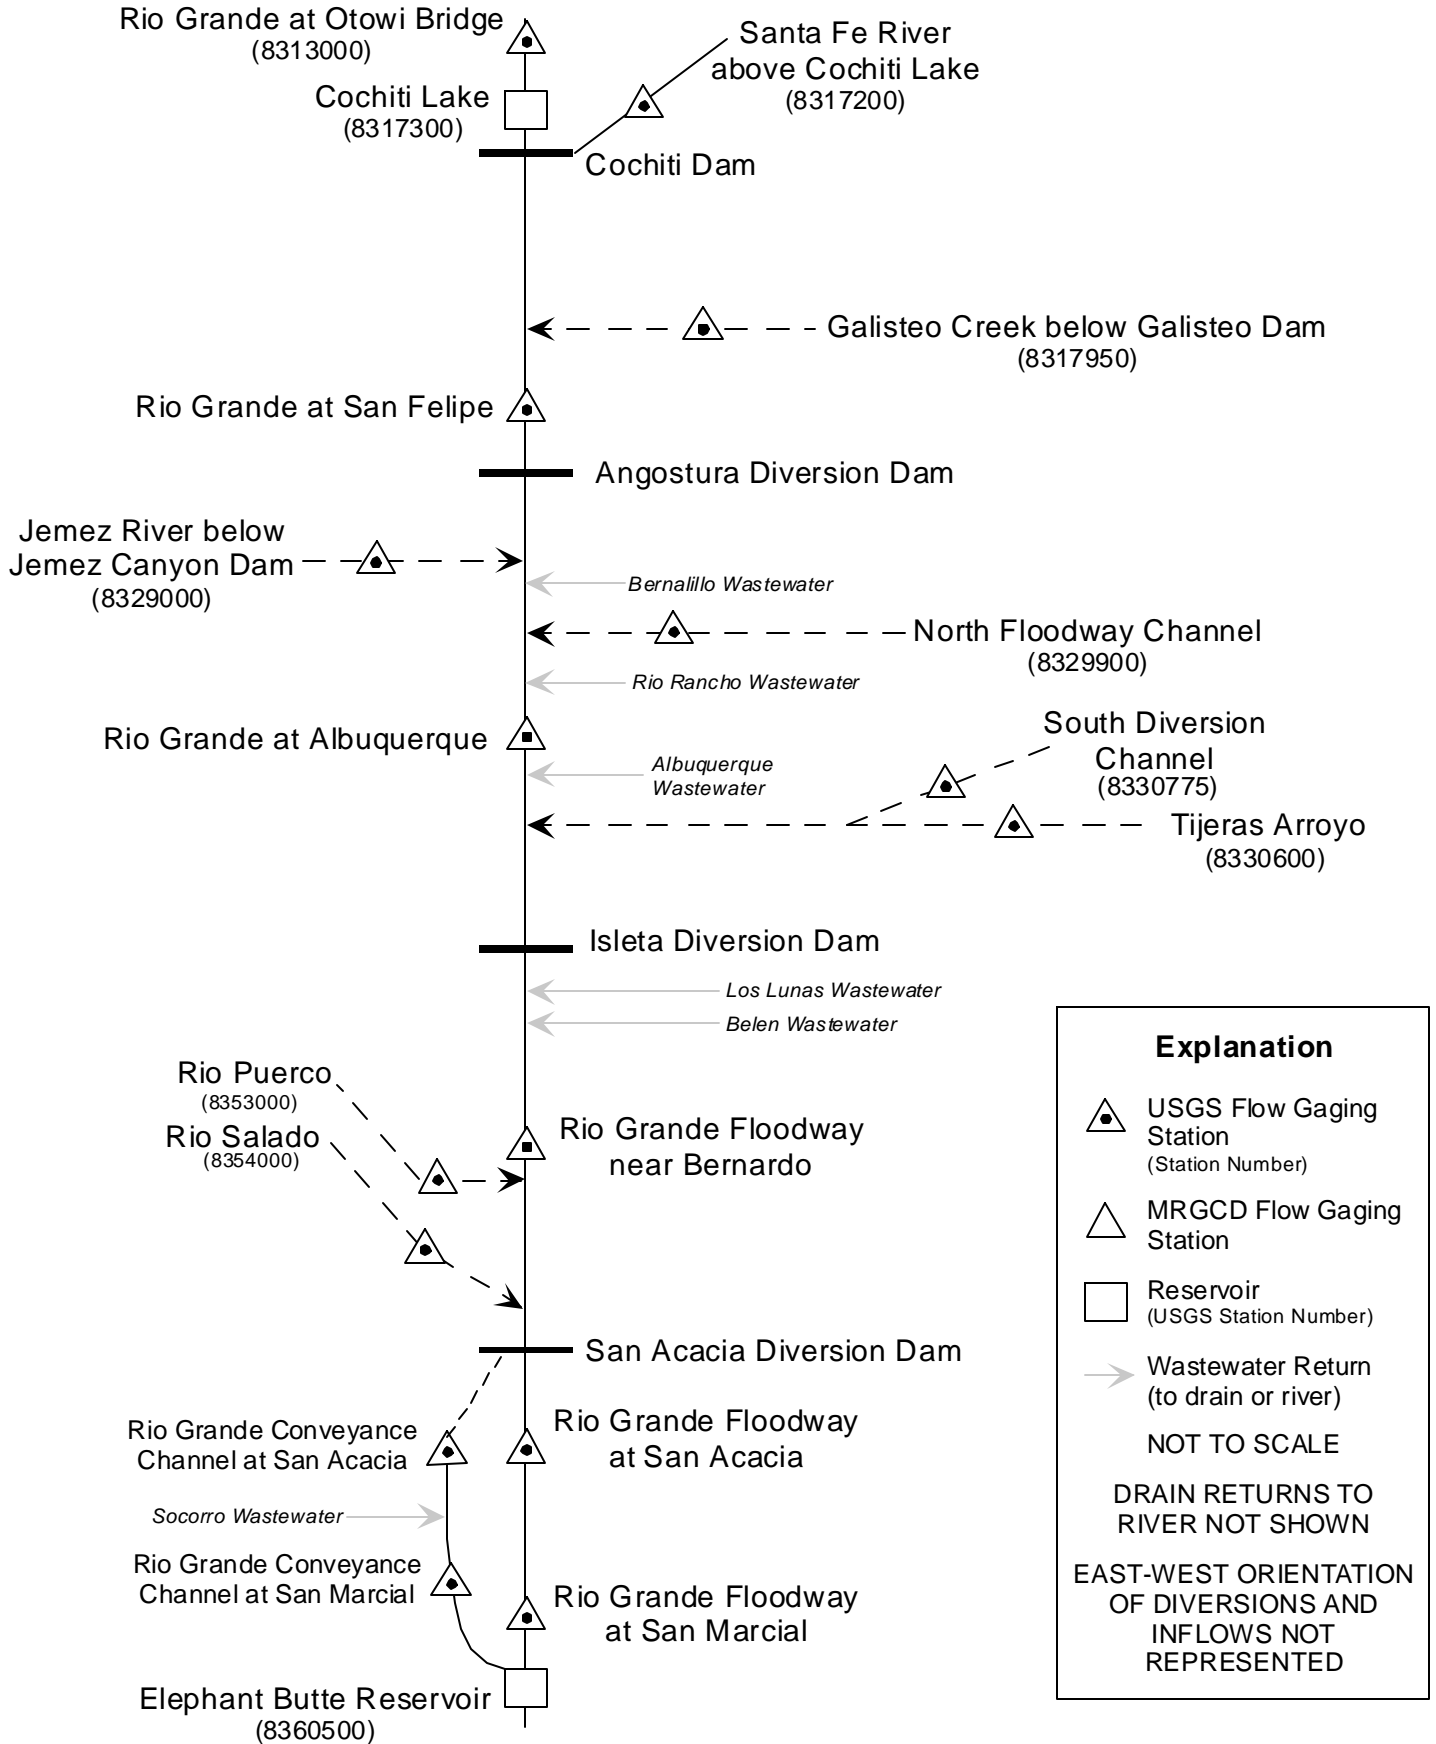 Rio Grande at Otowi Bridge
(8313000)
Santa Fe River
above Cochiti Lake
(8317200)
Cochiti Lake
(8317300)
Cochiti Dam
Galisteo Creek below Galisteo Dam
(8317950)
Rio Grande at San Felipe
Angostura Diversion Dam
Jemez River below
Jemez Canyon Dam
(8329000)
Bernalillo Wastewater
North Floodway Channel
(8329900)
Rio Rancho Wastewater
Rio Grande at Albuquerque
South Diversion
Channel
(8330775)
Albuquerque
Wastewater
Tijeras Arroyo
(8330600)
Isleta Diversion Dam
Los Lunas Wastewater
Belen Wastewater
Rio Puerco
(8353000)
Rio Salado
(8354000)
Rio Grande Floodway
near Bernardo
San Acacia Diversion Dam
Rio Grande Conveyance
Channel at San Acacia
Rio Grande Floodway
at San Acacia
Socorro Wastewater
Rio Grande Conveyance
Channel at San Marcial
Rio Grande Floodway
at San Marcial
Elephant Butte Reservoir
(8360500)
Explanation
USGS Flow Gaging
Station
(Station Number)
MRGCD Flow Gaging
Station
Reservoir
(USGS Station Number)
Wastewater Return
(to drain or river)
NOT TO SCALE
DRAIN RETURNS TO
RIVER NOT SHOWN
EAST-WEST ORIENTATION
OF DIVERSIONS AND
INFLOWS NOT
REPRESENTED